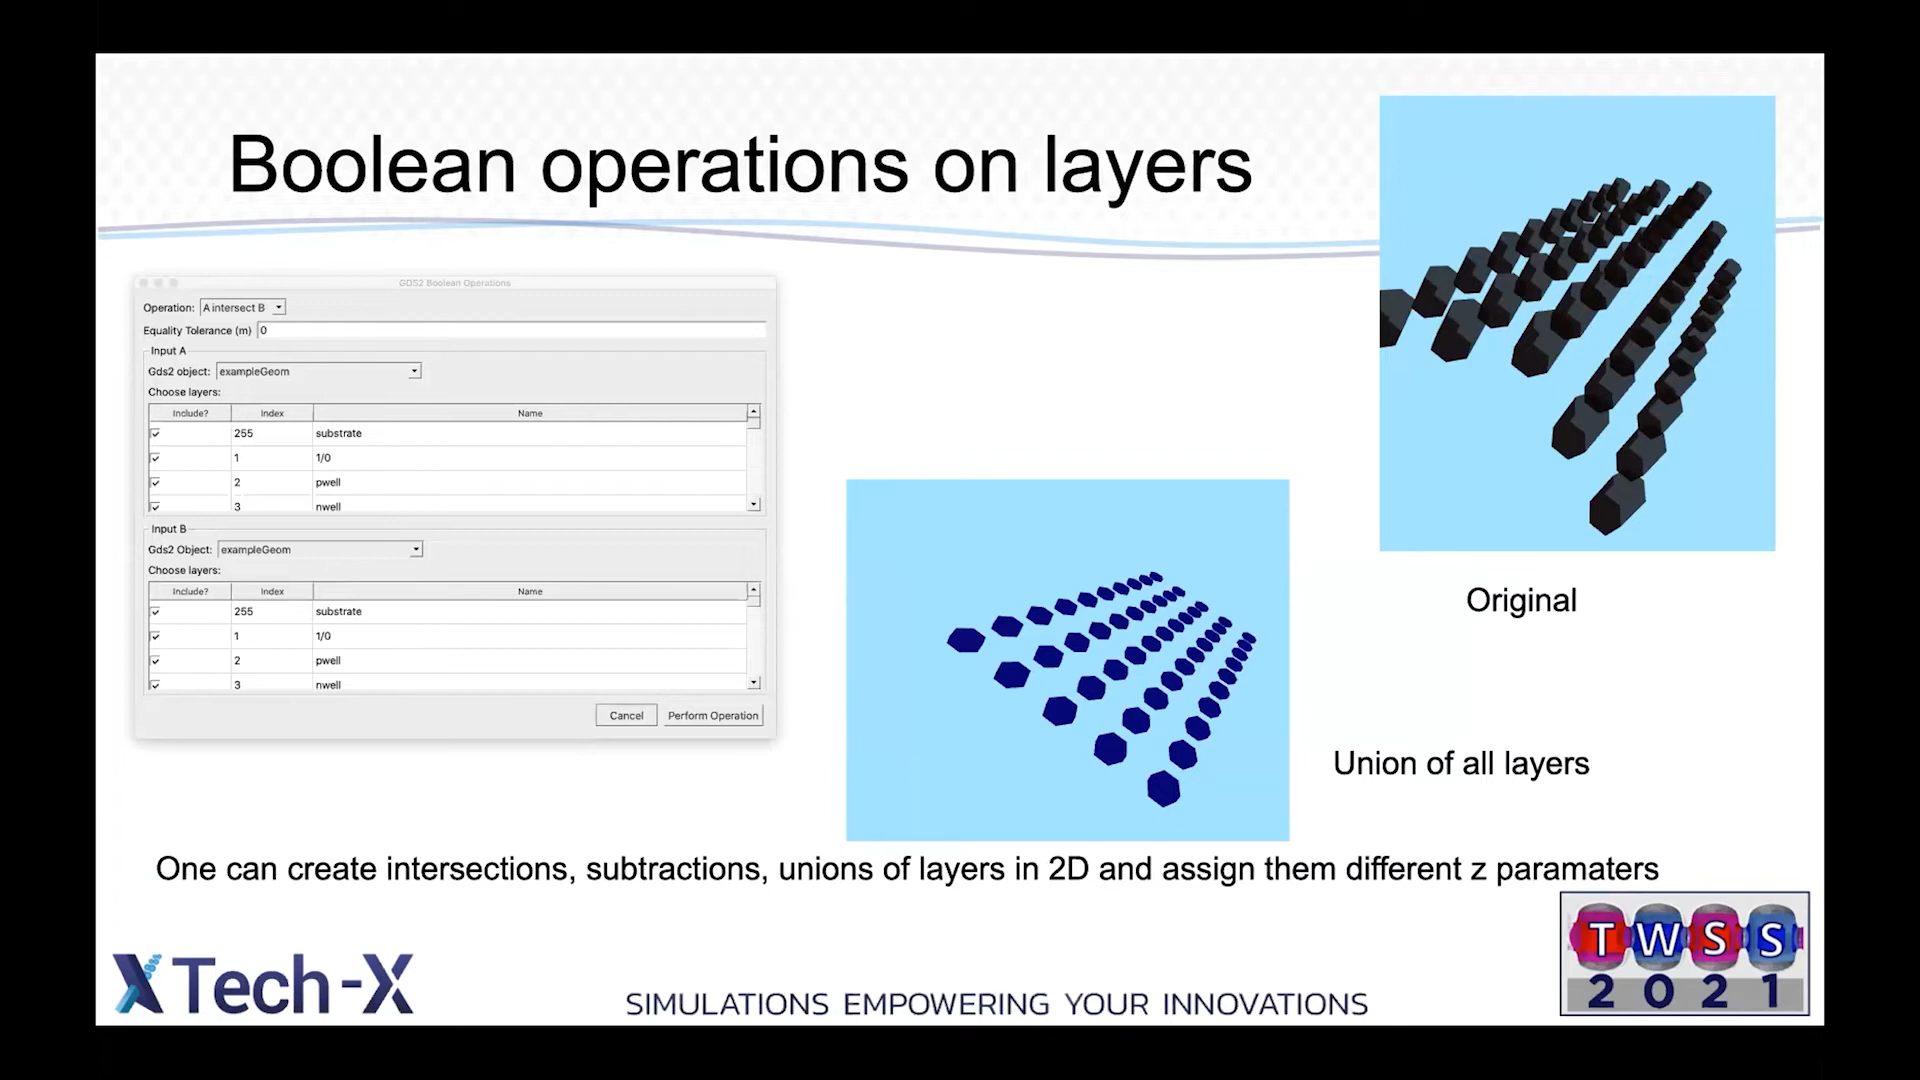 Boolean operations on layers
GDS2 Boolean Operations
Operation: A intersect B
Equality Tolerance (m) 0
Input A
Gds2 object: exampleGeom
Choose layers:
Include? Index Name
255 substrate
1 1/0
2 pwell
3 nwell
Input B
Gds2 Object: exampleGeom
Choose layers:
Include? Index Name
255 substrate
1 1/0
2 pwell
3 nwell
Cancel Perform Operation
Original
Union of all layers
One can create intersections, subtractions, unions of layers in 2D and assign them different z paramaters
Tech-X
SIMULATIONS EMPOWERING YOUR INNOVATIONS
TWSS
2021